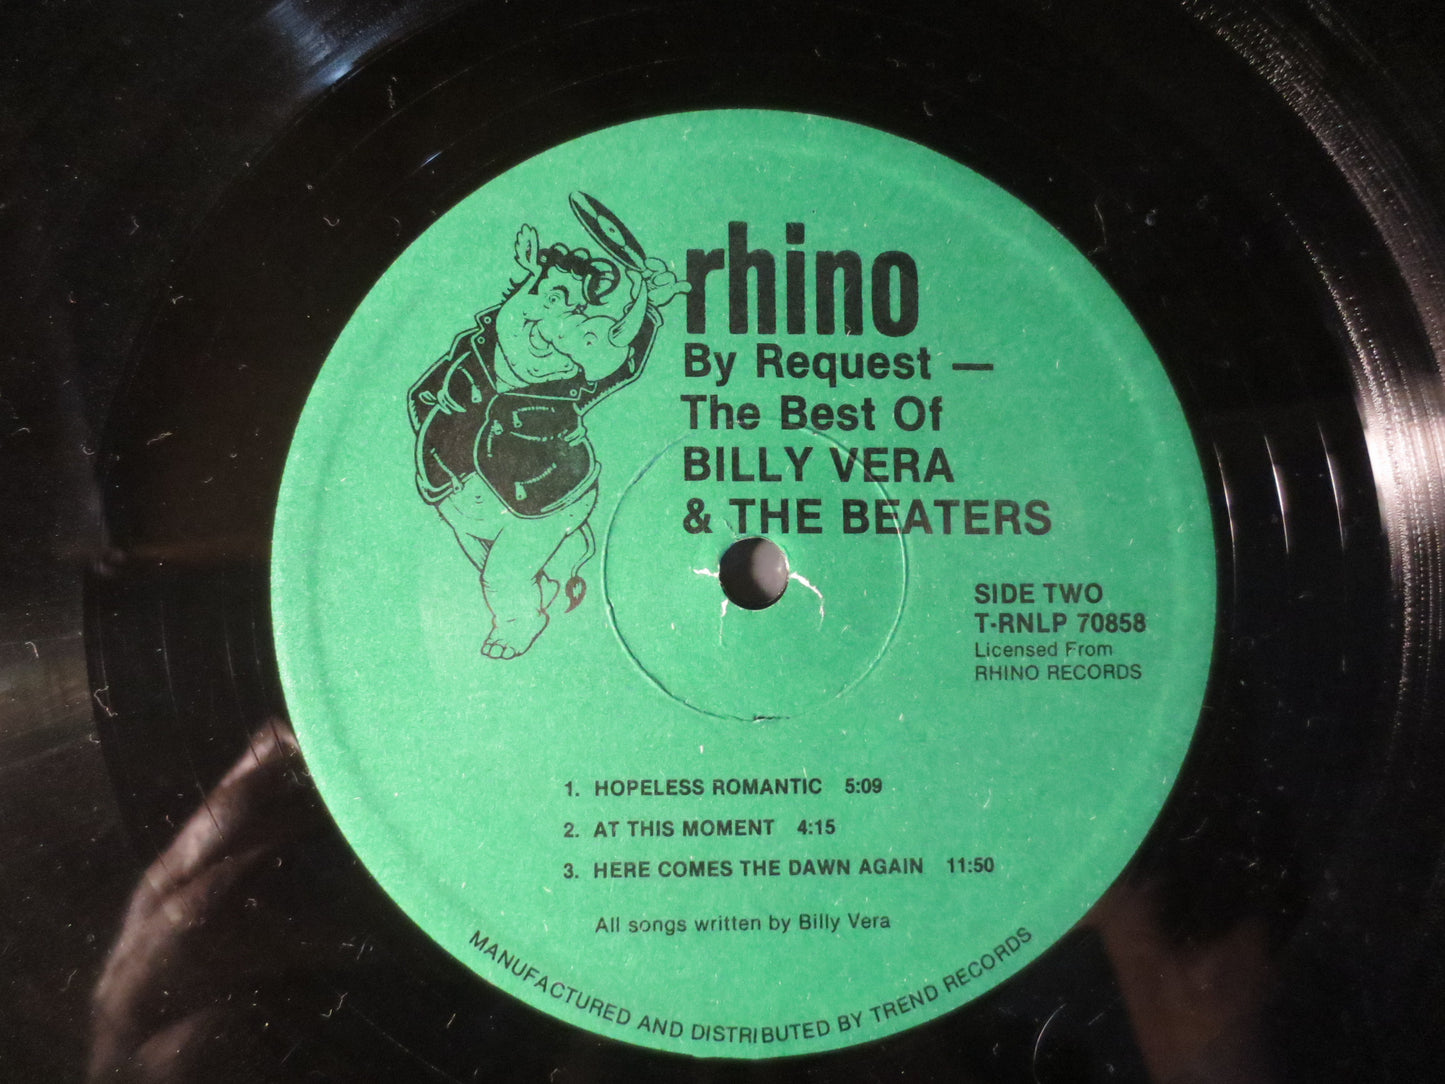 rhino
By Request —
The Best Of
BILLY VERA
& THE BEATERS
SIDE TWO
T-RNLP 70858
Licensed From
RHINO RECORDS
1. HOPELESS ROMANTIC 5:09
2. AT THIS MOMENT 4:15
3. HERE COMES THE DAWN AGAIN 11:50
All songs written by Billy Vera
MANUFACTURED AND DISTRIBUTED BY TREND RECORDS